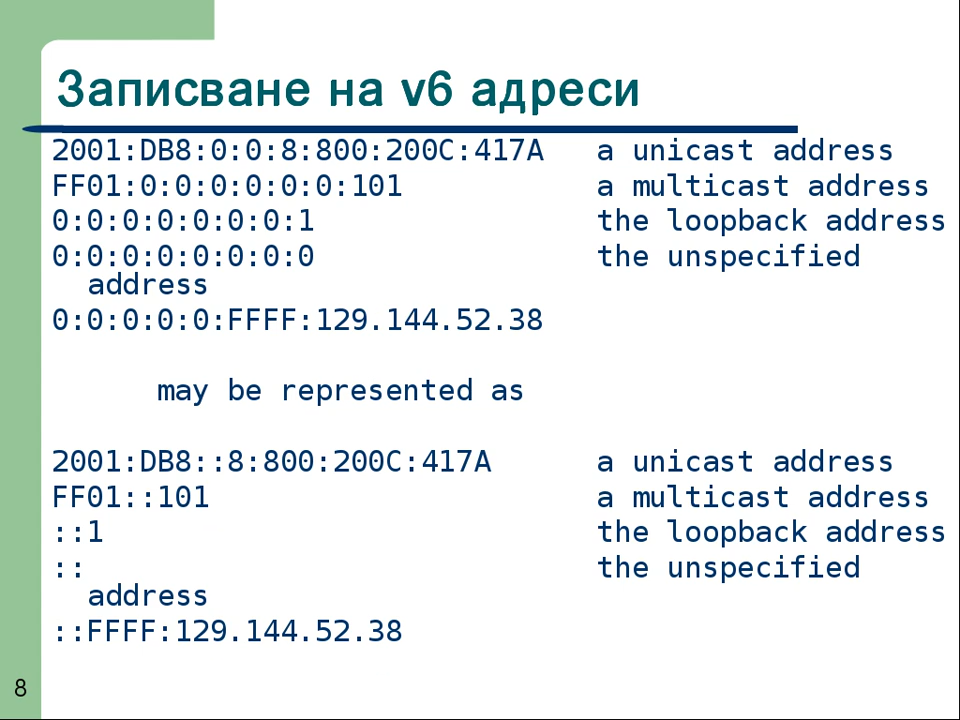 Записване на v6 адреси
2001:DB8:0:0:8:800:200C:417A a unicast address
FF01:0:0:0:0:0:0:101 a multicast address
0:0:0:0:0:0:0:1 the loopback address
0:0:0:0:0:0:0:0 the unspecified
address
0:0:0:0:0:FFFF:129.144.52.38
may be represented as
2001:DB8::8:800:200C:417A a unicast address
FF01::101 a multicast address
::1 the loopback address
:: the unspecified
address
::FFFF:129.144.52.38
8